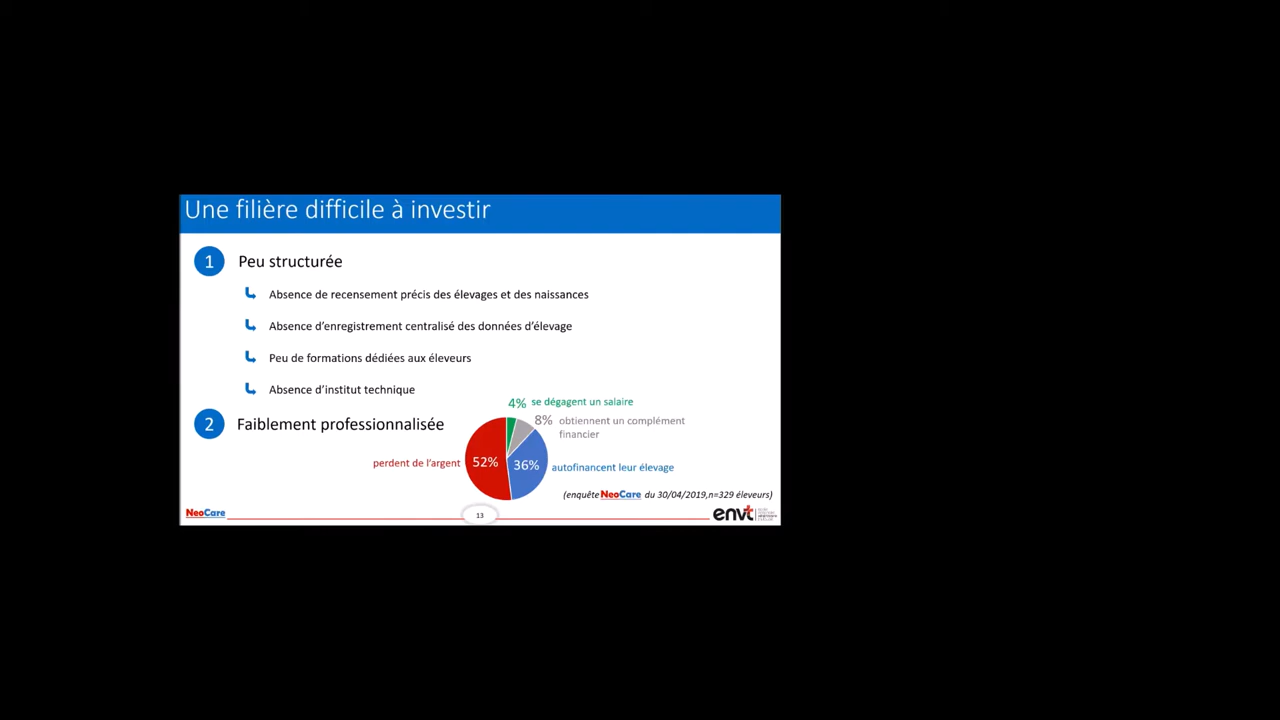 Une filière difficile à investir
1 Peu structurée
Absence de recensement précis des élevages et des naissances
Absence d'enregistrement centralisé des données d'élevage
Peu de formations dédiées aux éleveurs
Absence d'institut technique
2 Faiblement professionnalisée
4% se dégagent un salaire
8% obtiennent un complément
financier
perdent de l'argent 52% 36% autofinancent leur élevage
(enquête NeoCare du 30/04/2019,n=329 éleveurs)
NeoCare 13 envt